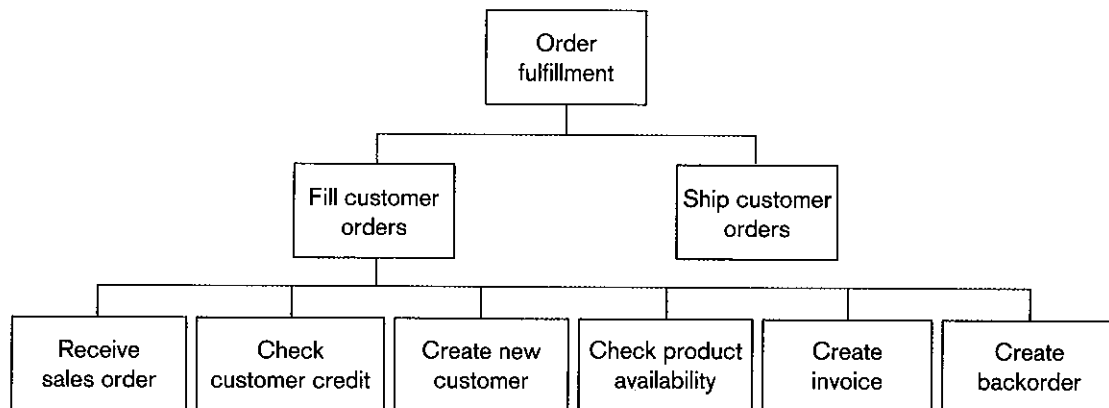 Order
fulfillment
Fill customer
orders
Ship customer
orders
Receive
sales order
Check
customer credit
Create new
customer
Check product
availability
Create
invoice
Create
backorder